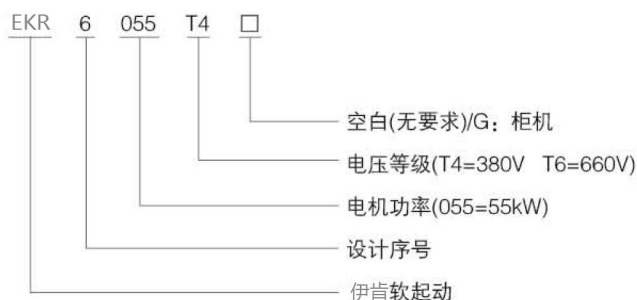 EKR 6 055 T4 □
空白(无要求)/G：柜机
电压等级(T4=380V T6=660V)
电机功率(055=55kW)
设计序号
伊肯软起动